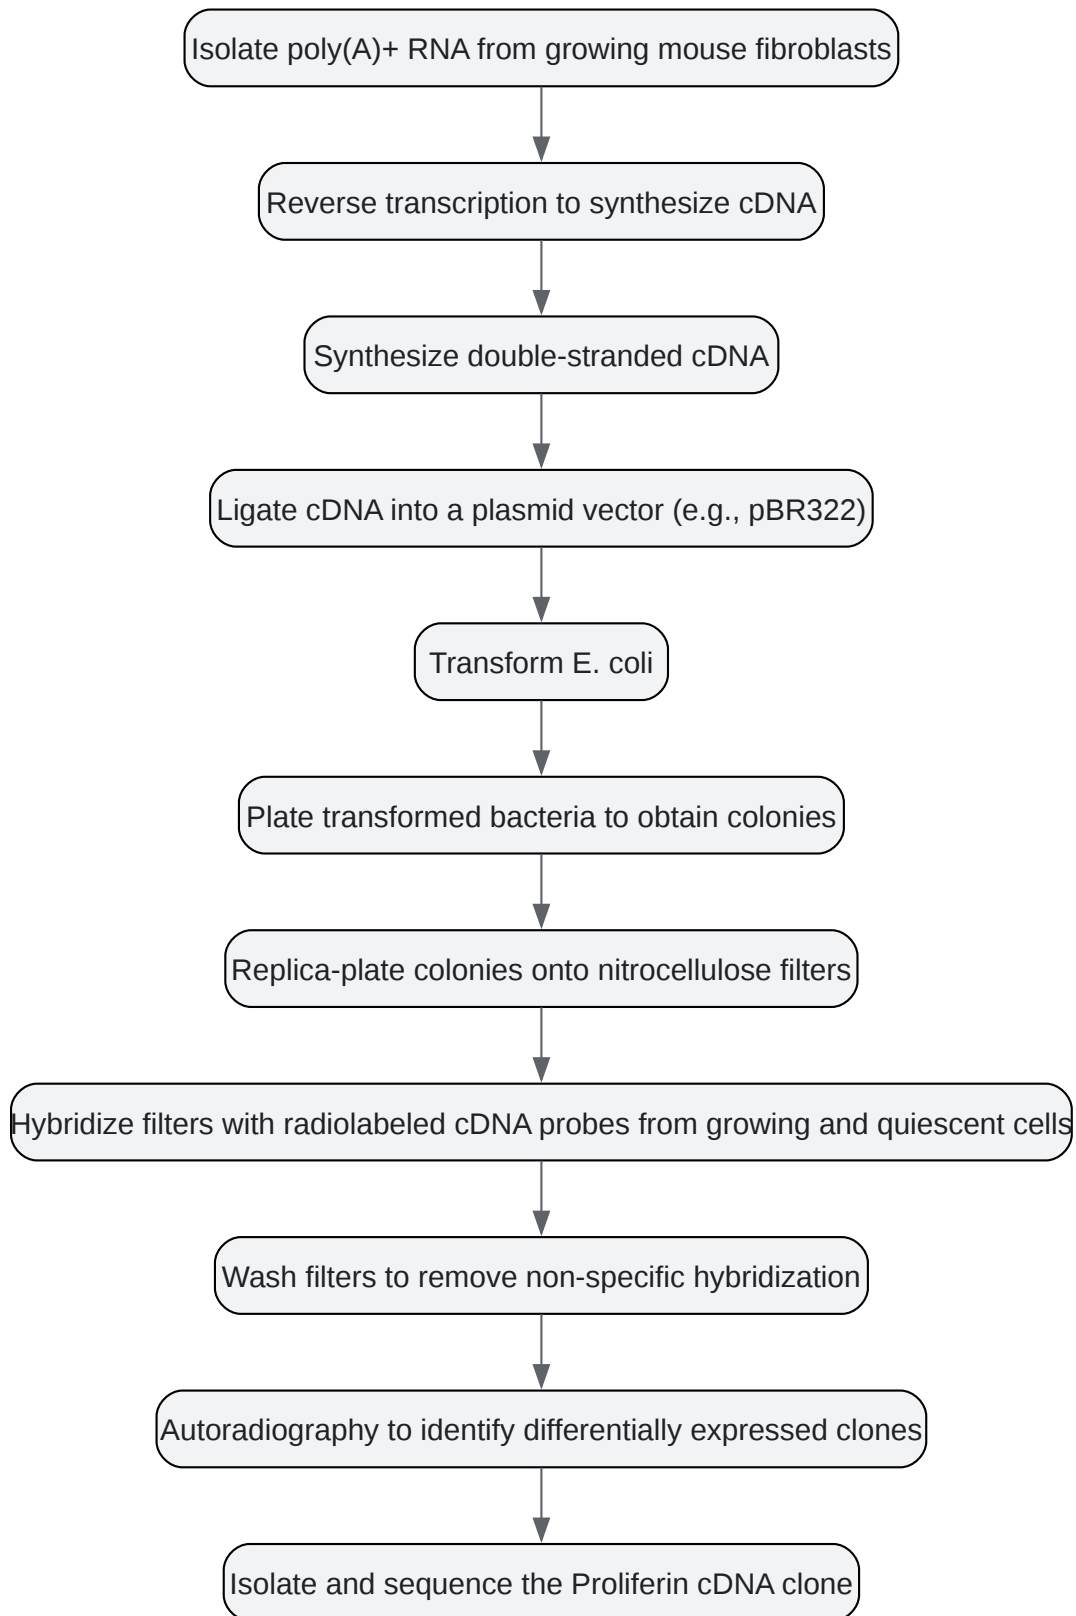 Isolate poly(A)+ RNA from growing mouse fibroblasts
Reverse transcription to synthesize cDNA
Synthesize double-stranded cDNA
Ligate cDNA into a plasmid vector (e.g., pBR322)
Transform E. coli
Plate transformed bacteria to obtain colonies
Replica-plate colonies onto nitrocellulose filters
Hybridize filters with radiolabeled cDNA probes from growing and quiescent cells
Wash filters to remove non-specific hybridization
Autoradiography to identify differentially expressed clones
Isolate and sequence the Proliferin cDNA clone